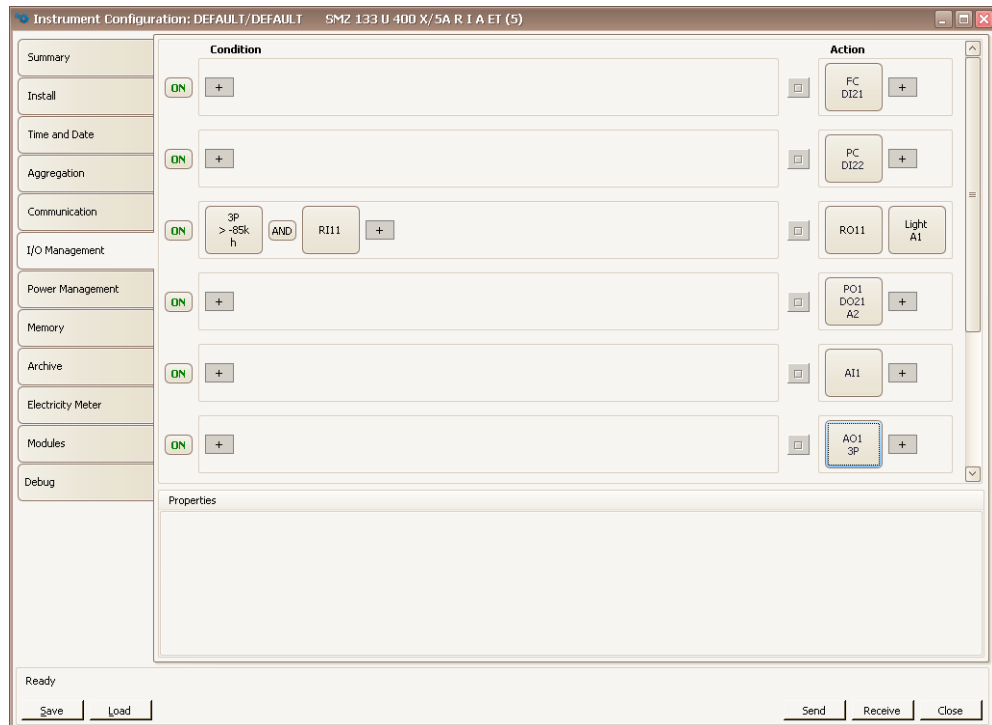 Instrument Configuration: DEFAULT/DEFAULT SMZ 133 U 400 X/5A R I A ET (5)
Summary
Install
Time and Date
Aggregation
Communication
I/O Management
Power Management
Memory
Archive
Electricity Meter
Modules
Debug
Condition
Action
ON
+
FC
DI21
+
ON
+
PC
DI22
+
ON
3P
> -85k
h
AND
RI11
+
RO11
Light
A1
ON
+
PO1
DO21
A2
+
ON
+
AI1
+
ON
+
AO1
3P
+
Properties
Ready
Save
Load
Send
Receive
Close